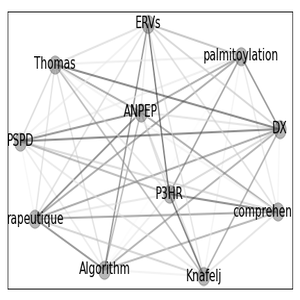 ERVs
palmitoylation
Thomas
ANPEP
DX
PSPD
P3HR
comprehen
rapeutique
Algorithm
Knafelj